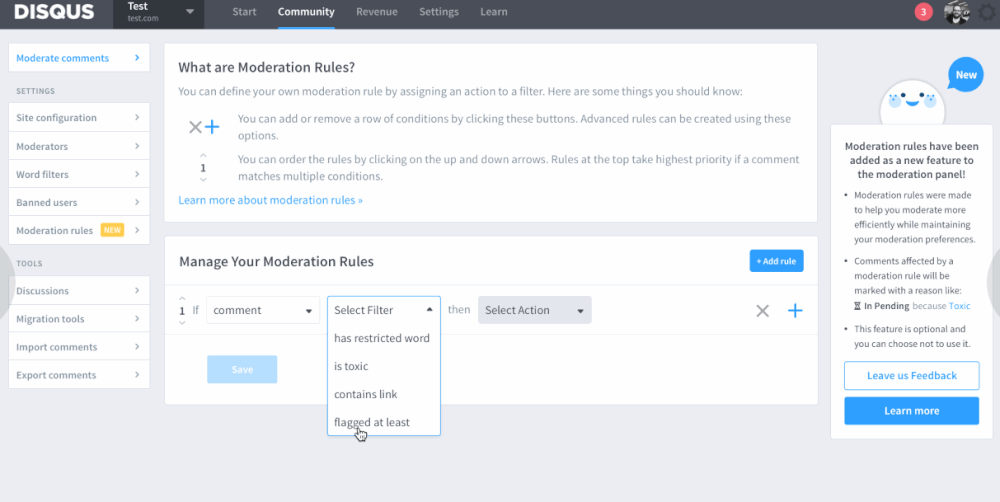 DISQUS
Test
test.com
Start
Community
Revenue
Settings
Learn
3
Moderate comments
SETTINGS
Site configuration
Moderators
Word filters
Banned users
Moderation rules NEW
TOOLS
Discussions
Migration tools
Import comments
Export comments
What are Moderation Rules?
You can define your own moderation rule by assigning an action to a filter. Here are some things you should know:
You can add or remove a row of conditions by clicking these buttons. Advanced rules can be created using these
options.
1
You can order the rules by clicking on the up and down arrows. Rules at the top take highest priority if a comment
matches multiple conditions.
Learn more about moderation rules »
Manage Your Moderation Rules
+ Add rule
1 If comment Select Filter then Select Action
has restricted word
is toxic
contains link
flagged at least
Save
New
Moderation rules have been
added as a new feature to
the moderation panel!
• Moderation rules were made
to help you moderate more
efficiently while maintaining
your moderation preferences.
• Comments affected by a
moderation rule will be
marked with a reason like:
In Pending because Toxic
• This feature is optional and
you can choose not to use it.
Leave us Feedback
Learn more